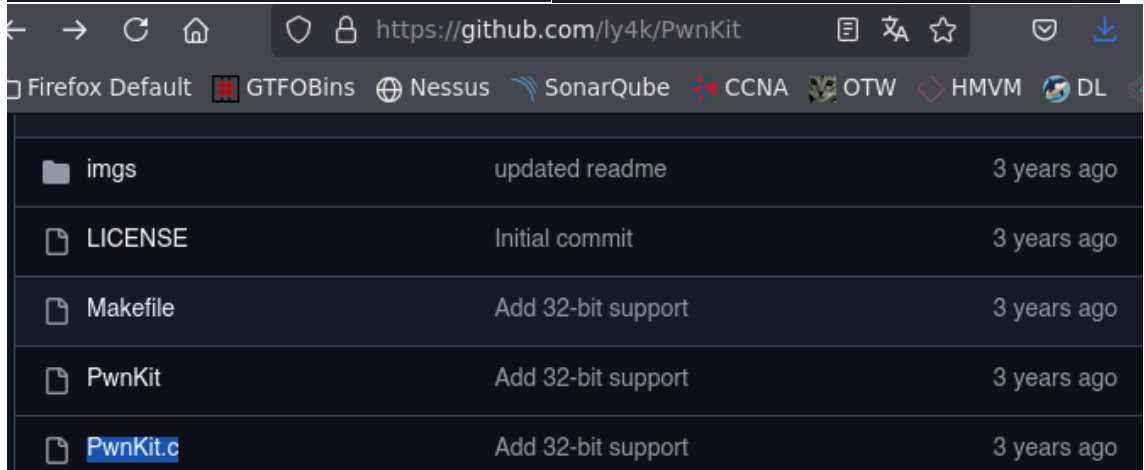 https://github.com/ly4k/PwnKit
Firefox Default GTFOBins Nessus SonarQube CCNA OTW HMVM DL
imgs updated readme 3 years ago
LICENSE Initial commit 3 years ago
Makefile Add 32-bit support 3 years ago
PwnKit Add 32-bit support 3 years ago
PwnKit.c Add 32-bit support 3 years ago